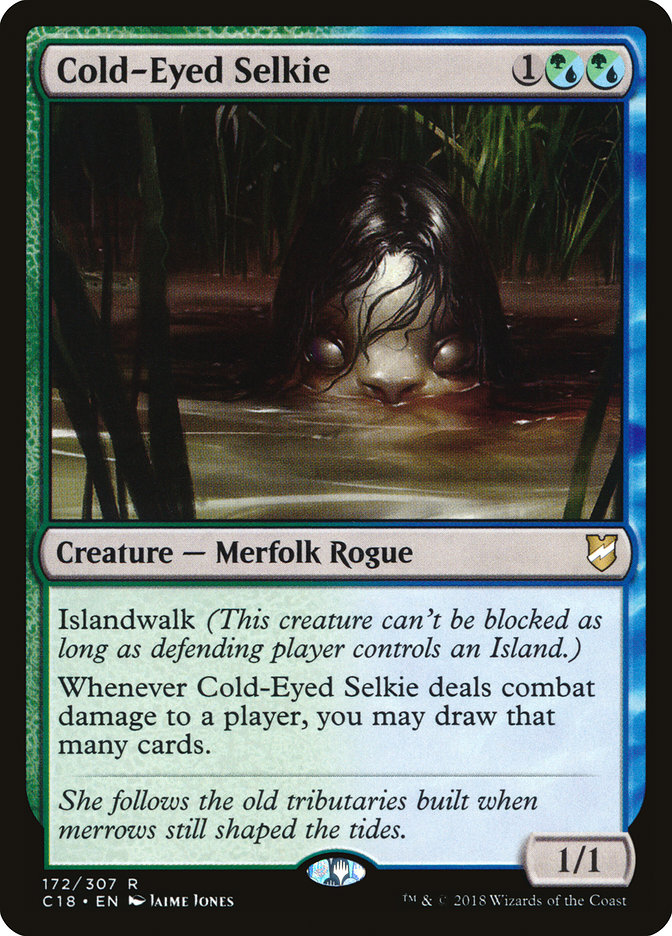 Cold-Eyed Selkie 1
Creature — Merfolk Rogue
Islandwalk (This creature can't be blocked as
long as defending player controls an Island.)
Whenever Cold-Eyed Selkie deals combat
damage to a player, you may draw that
many cards.
She follows the old tributaries built when
merrows still shaped the tides.
1/1
172/307 R
C18 • EN Jaime Jones
™ & © 2018 Wizards of the Coast